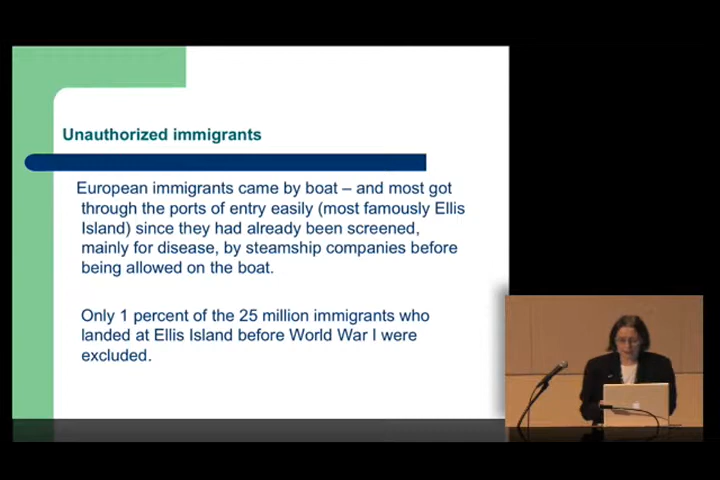 Unauthorized immigrants
European immigrants came by boat – and most got
through the ports of entry easily (most famously Ellis
Island) since they had already been screened,
mainly for disease, by steamship companies before
being allowed on the boat.
Only 1 percent of the 25 million immigrants who
landed at Ellis Island before World War I were
excluded.